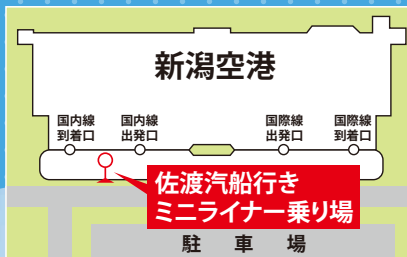 新潟空港
国内線
到着口
国内線
出発口
国際線
出発口
国際線
到着口
佐渡汽船行き
ミニライナー乗り場
駐車場